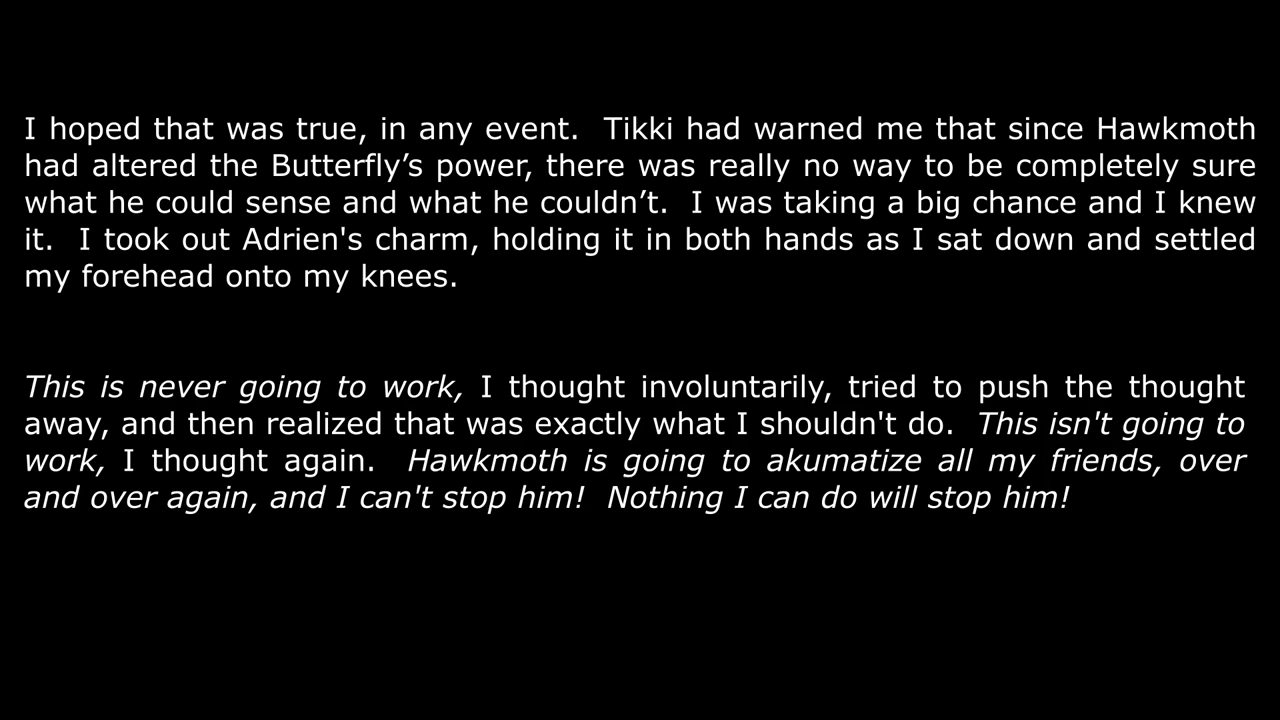 I hoped that was true, in any event.  Tikki had warned me that since Hawkmoth
had altered the Butterfly’s power, there was really no way to be completely sure
what he could sense and what he couldn’t.  I was taking a big chance and I knew
it.  I took out Adrien's charm, holding it in both hands as I sat down and settled
my forehead onto my knees.
This is never going to work, I thought involuntarily, tried to push the thought
away, and then realized that was exactly what I shouldn't do.  This isn't going to
work, I thought again.  Hawkmoth is going to akumatize all my friends, over
and over again, and I can't stop him!  Nothing I can do will stop him!